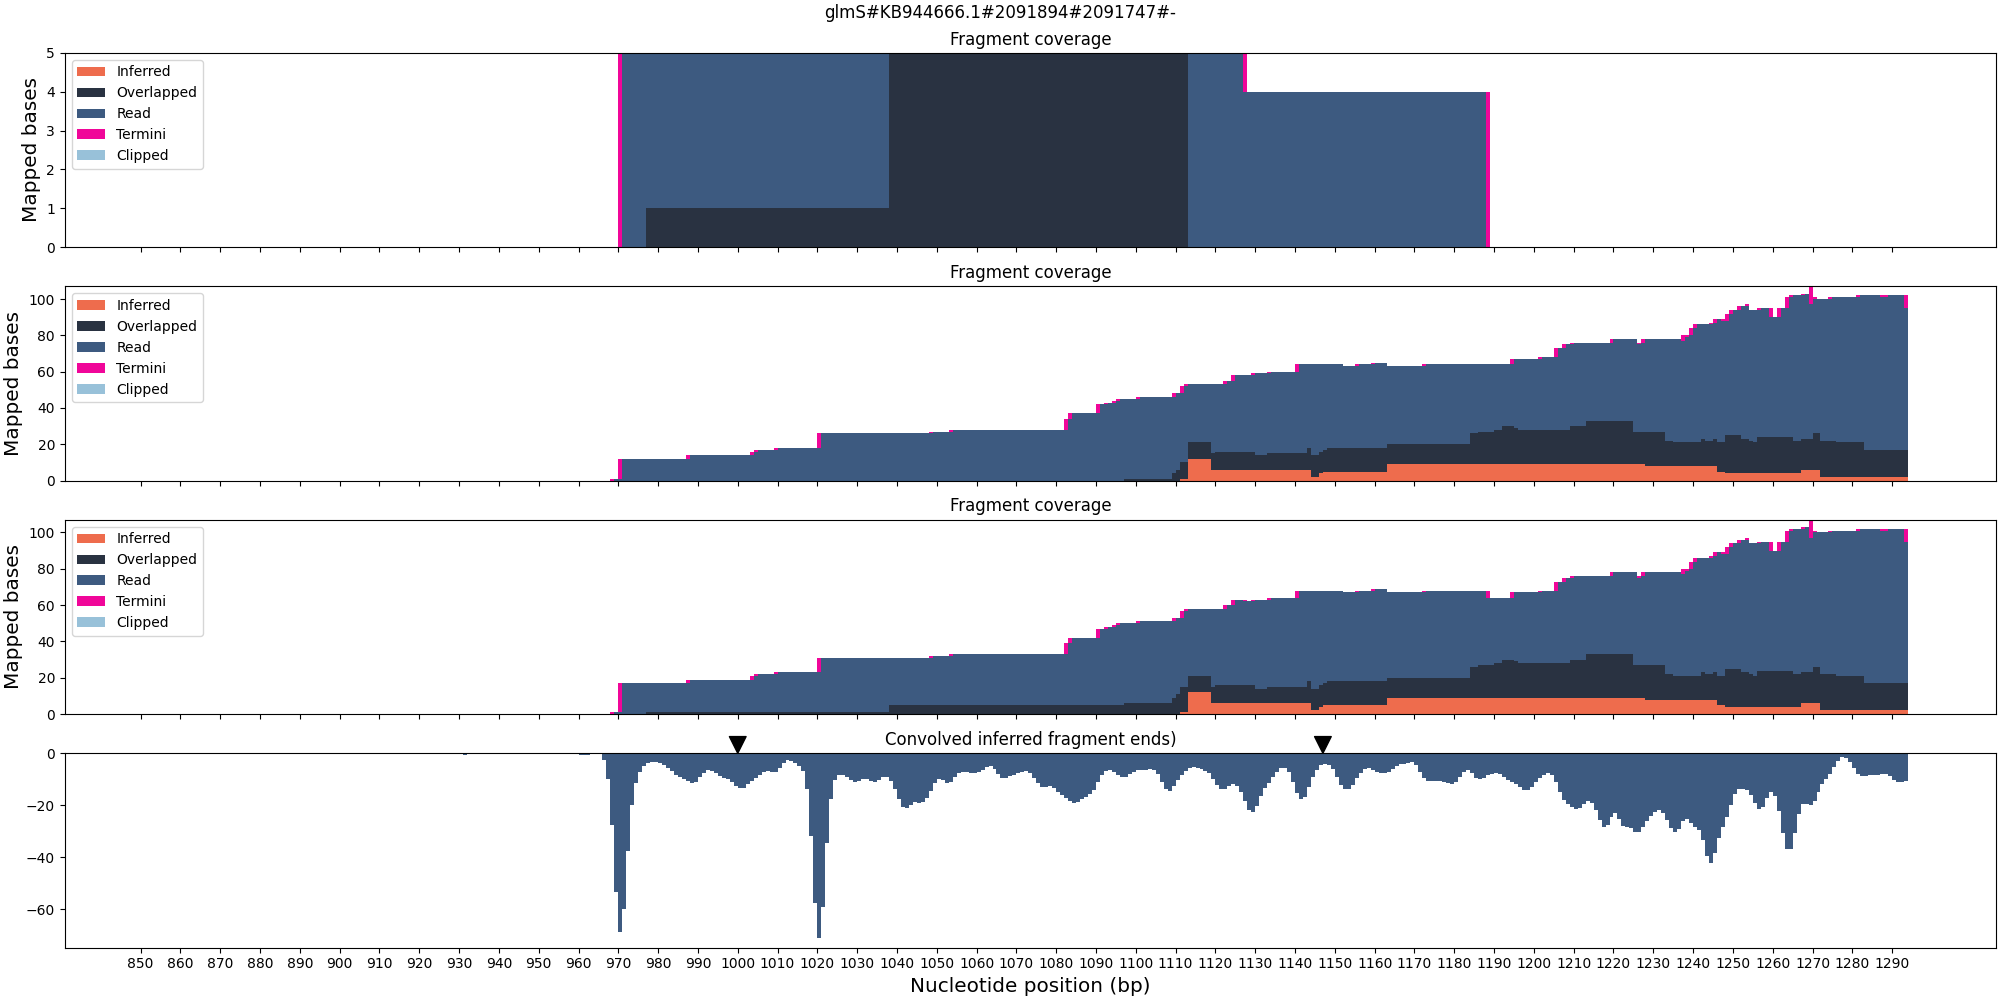 glmS#KB944666.1#2091894#2091747#-
Fragment coverage
Mapped bases
5
4
3
2
1
0
Inferred
Overlapped
Read
Termini
Clipped
Fragment coverage
Mapped bases
100
80
60
40
20
0
Inferred
Overlapped
Read
Termini
Clipped
Fragment coverage
Mapped bases
100
80
60
40
20
0
Inferred
Overlapped
Read
Termini
Clipped
Convolved inferred fragment ends)
0
−20
−40
−60
850 860 870 880 890 900 910 920 930 940 950 960 970 980 990 1000 1010 1020 1030 1040 1050 1060 1070 1080 1090 1100 1110 1120 1130 1140 1150 1160 1170 1180 1190 1200 1210 1220 1230 1240 1250 1260 1270 1280 1290
Nucleotide position (bp)